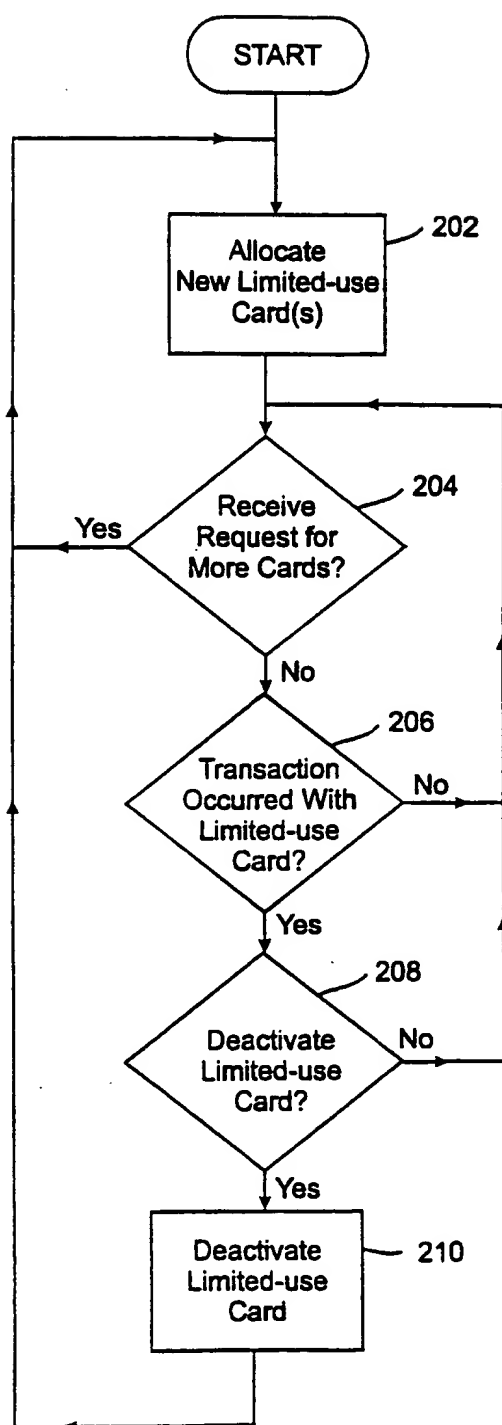 START
202
Allocate
New Limited-use
Card(s)
204
Receive
Request for
More Cards?
Yes
No
206
Transaction
Occurred With
Limited-use
Card?
No
Yes
208
Deactivate
Limited-use
Card?
No
Yes
Deactivate
Limited-use
Card
210